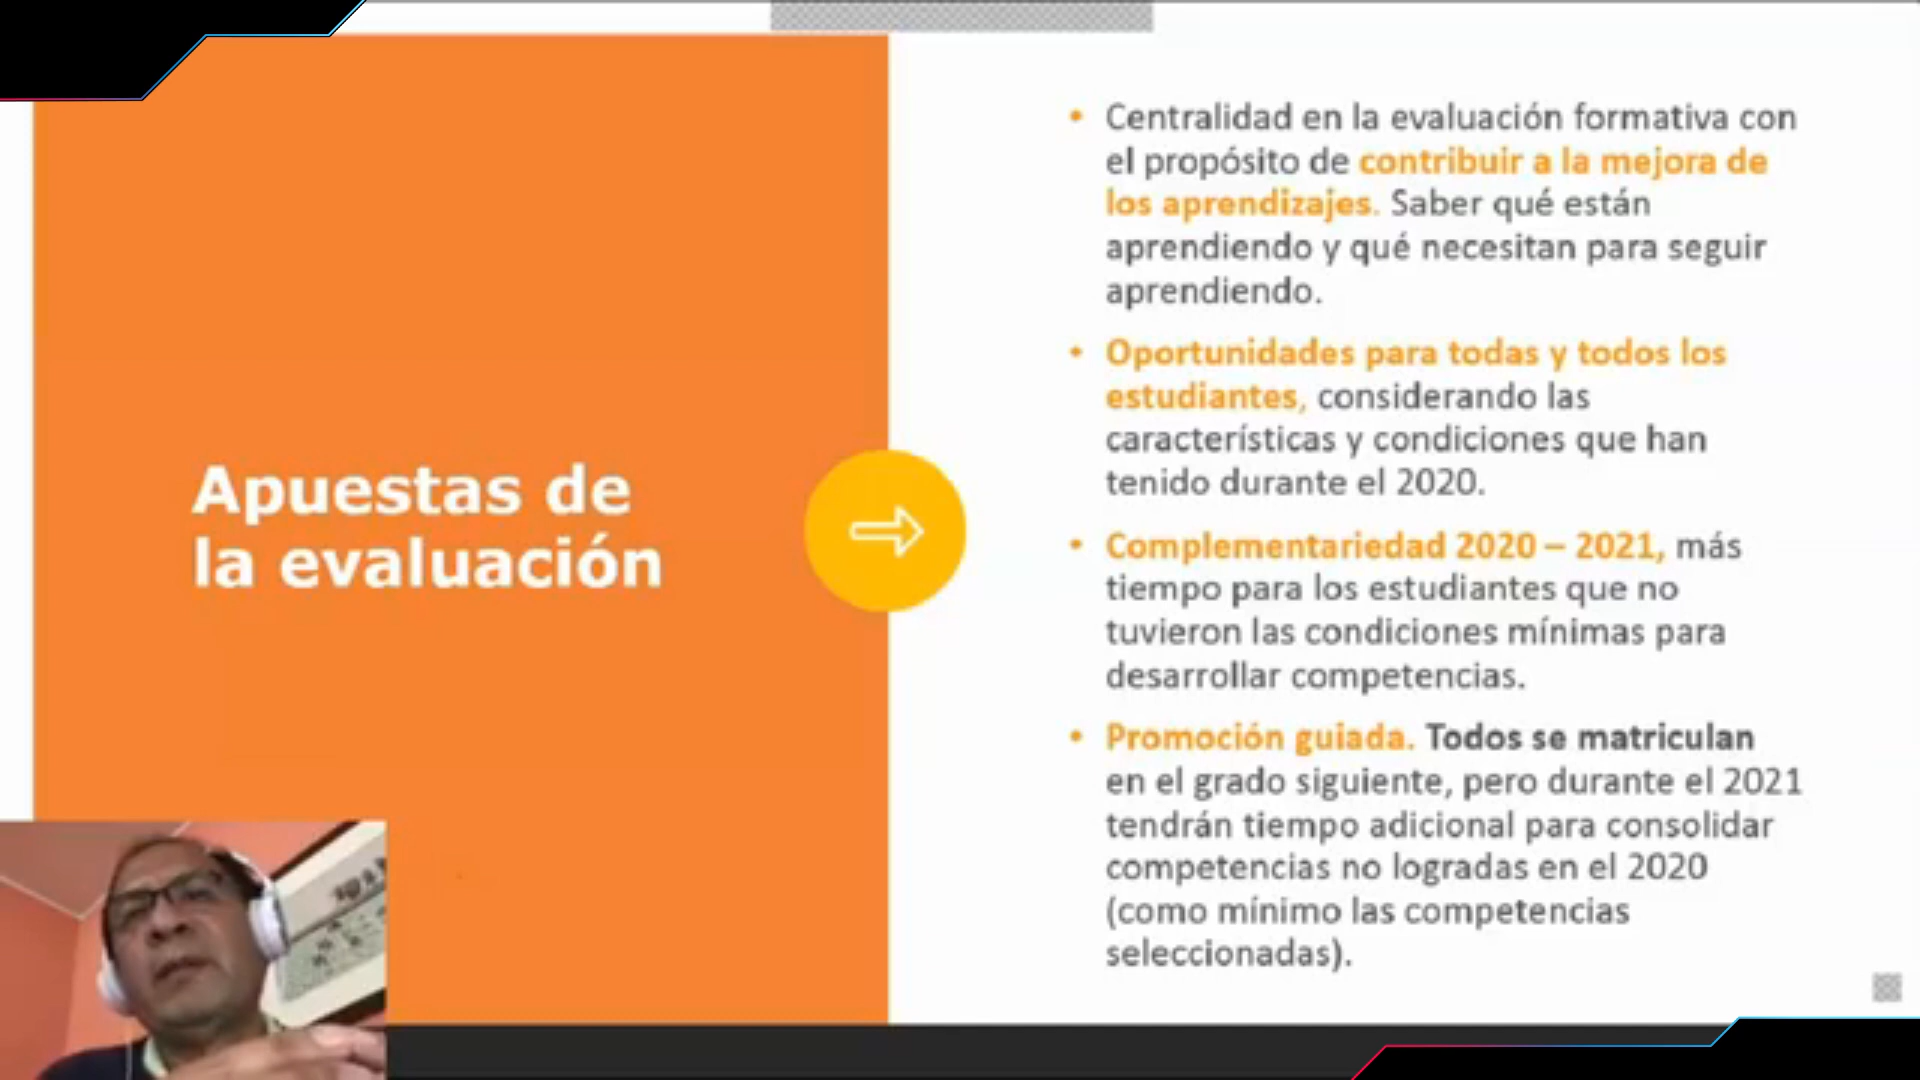 Apuestas de
la evaluación
• Centralidad en la evaluación formativa con
el propósito de contribuir a la mejora de
los aprendizajes. Saber qué están
aprendiendo y qué necesitan para seguir
aprendiendo.
• Oportunidades para todas y todos los
estudiantes, considerando las
características y condiciones que han
tenido durante el 2020.
• Complementariedad 2020 – 2021, más
tiempo para los estudiantes que no
tuvieron las condiciones mínimas para
desarrollar competencias.
• Promoción guiada. Todos se matriculan
en el grado siguiente, pero durante el 2021
tendrán tiempo adicional para consolidar
competencias no logradas en el 2020
(como mínimo las competencias
seleccionadas).